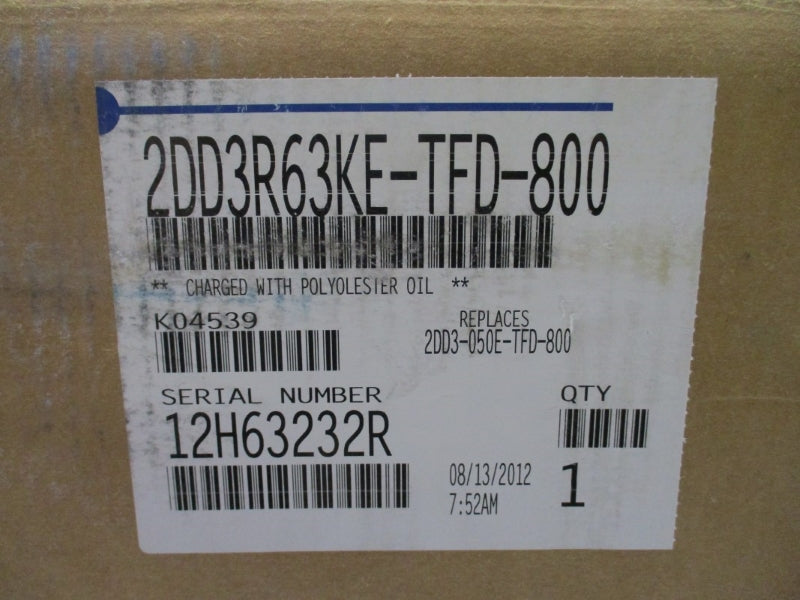 2DD3R63KE-TFD-800
** CHARGED WITH POLYOLESTER OIL **
K04539
REPLACES
2DD3-050E-TFD-800
SERIAL NUMBER
12H63232R
QTY
1
08/13/2012
7:52AM